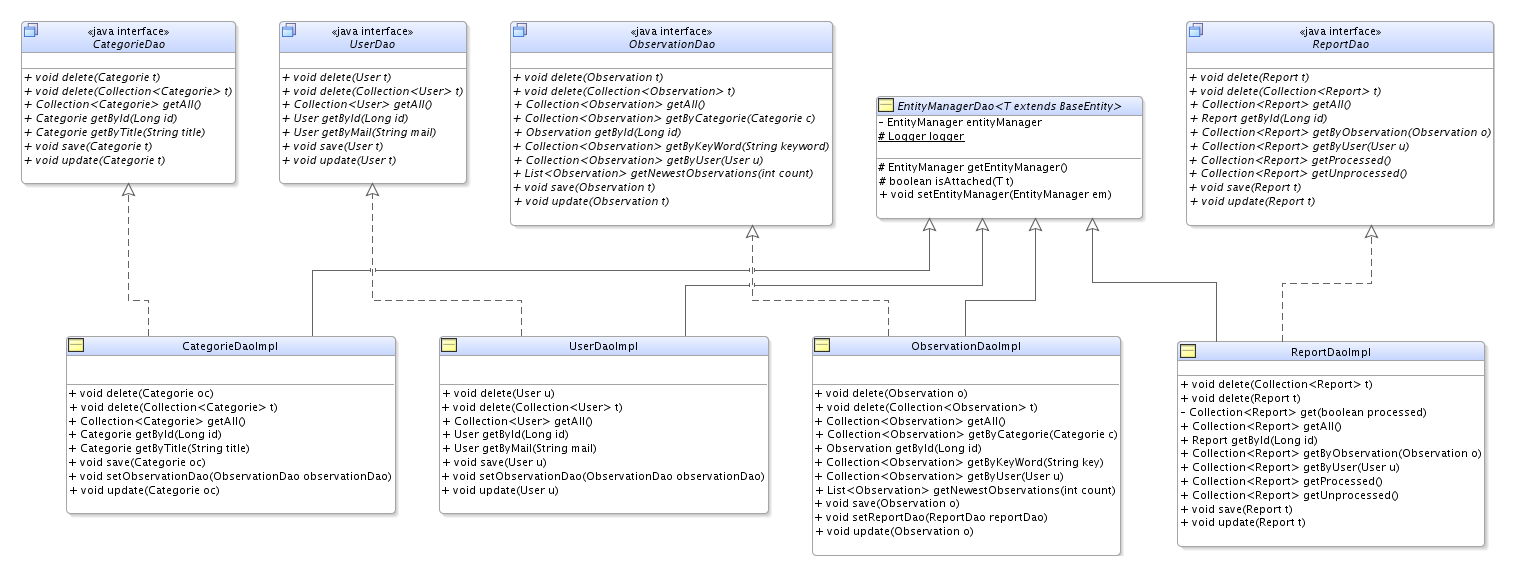 «java interface»
CategorieDao
+ void delete(Categorie t)
+ void delete(Collection<Categorie> t)
+ Collection<Categorie> getAll()
+ Categorie getById(Long id)
+ Categorie getByTitle(String title)
+ void save(Categorie t)
+ void update(Categorie t)
«java interface»
UserDao
+ void delete(User t)
+ void delete(Collection<User> t)
+ Collection<User> getAll()
+ User getById(Long id)
+ User getByMail(String mail)
+ void save(User t)
+ void update(User t)
«java interface»
ObservationDao
+ void delete(Observation t)
+ void delete(Collection<Observation> t)
+ Collection<Observation> getAll()
+ Collection<Observation> getByCategorie(Categorie c)
+ Observation getById(Long id)
+ Collection<Observation> getByKeyWord(String keyword)
+ Collection<Observation> getByUser(User u)
+ List<Observation> getNewestObservations(int count)
+ void save(Observation t)
+ void update(Observation t)
EntityManagerDao<T extends BaseEntity>
- EntityManager entityManager
# Logger logger
# EntityManager getEntityManager()
# boolean isAttached(T t)
+ void setEntityManager(EntityManager em)
«java interface»
ReportDao
+ void delete(Report t)
+ void delete(Collection<Report> t)
+ Collection<Report> getAll()
+ Report getById(Long id)
+ Collection<Report> getByObservation(Observation o)
+ Collection<Report> getByUser(User u)
+ Collection<Report> getProcessed()
+ Collection<Report> getUnprocessed()
+ void save(Report t)
+ void update(Report t)
CategorieDaoImpl
+ void delete(Categorie oc)
+ void delete(Collection<Categorie> t)
+ Collection<Categorie> getAll()
+ Categorie getById(Long id)
+ Categorie getByTitle(String title)
+ void save(Categorie oc)
+ void setObservationDao(ObservationDao observationDao)
+ void update(Categorie oc)
UserDaoImpl
+ void delete(User u)
+ void delete(Collection<User> t)
+ Collection<User> getAll()
+ User getById(Long id)
+ User getByMail(String mail)
+ void save(User u)
+ void setObservationDao(ObservationDao observationDao)
+ void update(User u)
ObservationDaoImpl
+ void delete(Observation o)
+ void delete(Collection<Observation> t)
+ Collection<Observation> getAll()
+ Collection<Observation> getByCategorie(Categorie c)
+ Observation getById(Long id)
+ Collection<Observation> getByKeyWord(String key)
+ Collection<Observation> getByUser(User u)
+ List<Observation> getNewestObservations(int count)
+ void save(Observation o)
+ void setReportDao(ReportDao reportDao)
+ void update(Observation o)
ReportDaoImpl
+ void delete(Collection<Report> t)
+ void delete(Report t)
- Collection<Report> get(boolean processed)
+ Collection<Report> getAll()
+ Report getById(Long id)
+ Collection<Report> getByObservation(Observation o)
+ Collection<Report> getByUser(User u)
+ Collection<Report> getProcessed()
+ Collection<Report> getUnprocessed()
+ void save(Report t)
+ void update(Report t)